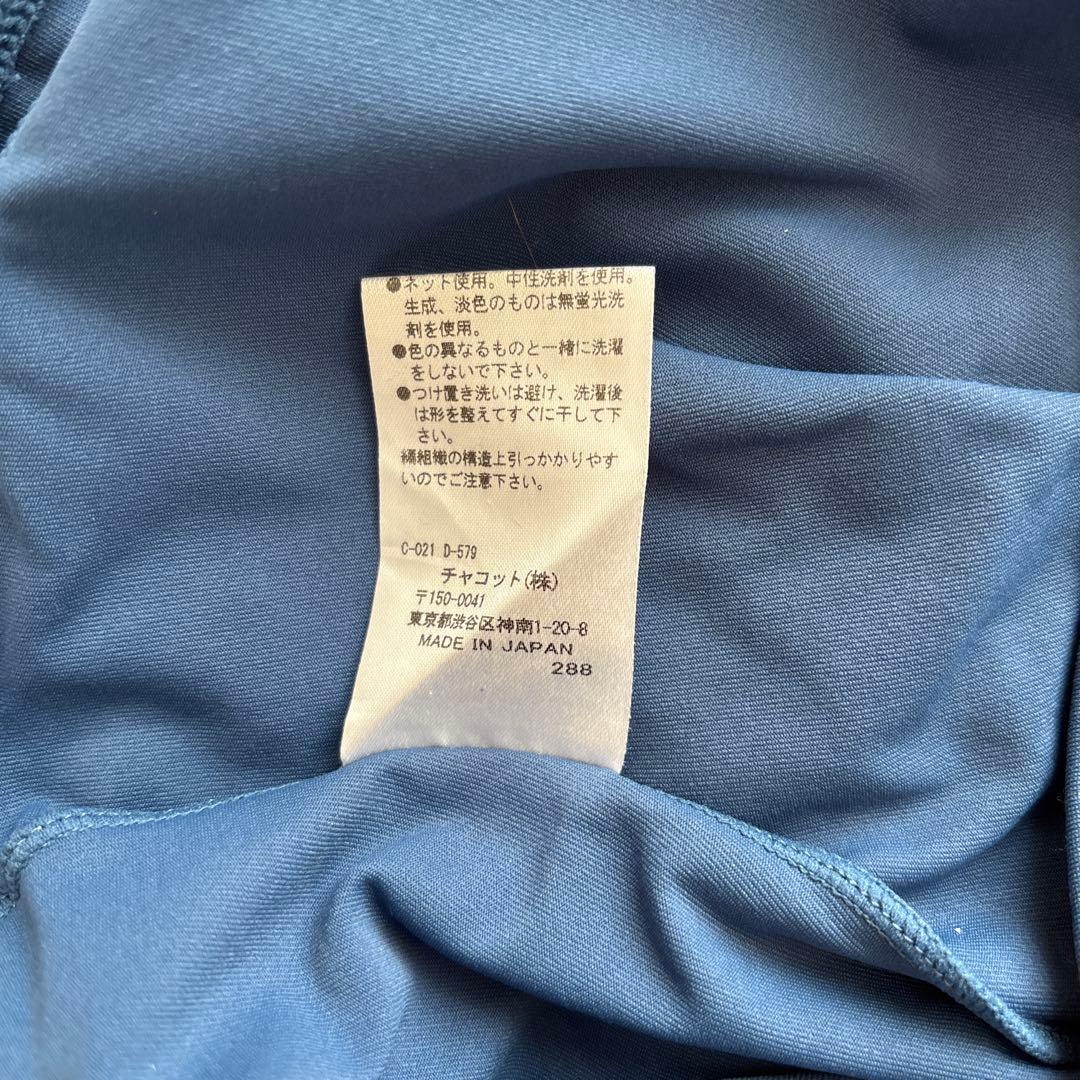 ●ネット使用。中性洗剤を使用。
生成、淡色のものは無蛍光洗
剤を使用。
●色の異なるものと一緒に洗濯
をしないで下さい。
●つけ置き洗いは避け、洗濯後
は形を整えてすぐに干して下
さい。
編組織の構造上引っかかりやす
いのでご注意下さい。
C-021 D-579
チャコット(株)
〒150-0041
東京都渋谷区神南1-20-8
MADE IN JAPAN
288